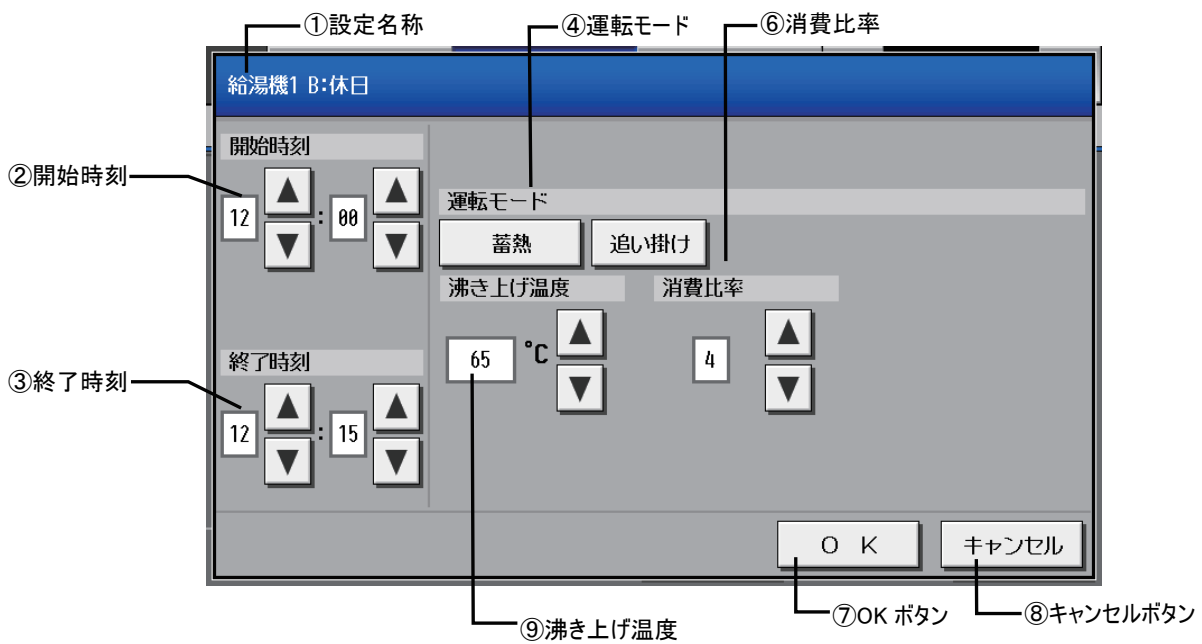 ①設定名称
④運転モード
⑥消費比率
給湯機1 B:休日
開始時刻
②開始時刻
12 : 00
運転モード
蓄熱
追い掛け
沸き上げ温度
消費比率
65 °C
4
終了時刻
③終了時刻
12 : 15
O K
キャンセル
⑦OK ボタン
⑧キャンセルボタン
⑨沸き上げ温度